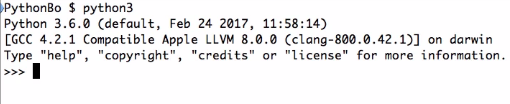 PythonBo $ python3
Python 3.6.0 (default, Feb 24 2017, 11:58:14)
[GCC 4.2.1 Compatible Apple LLVM 8.0.0 (clang-800.0.42.1)] on darwin
Type "help", "copyright", "credits" or "license" for more information.
>>>